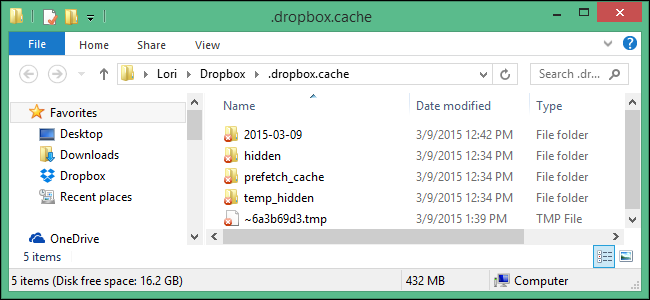 .dropbox.cache
File Home Share View
Lori Dropbox .dropbox.cache Search .dr...
Name Date modified Type
Favorites
Desktop
Downloads
Dropbox
Recent places
OneDrive
2015-03-09 3/9/2015 12:42 PM File folder
hidden 3/9/2015 12:34 PM File folder
prefetch_cache 3/9/2015 12:34 PM File folder
temp_hidden 3/9/2015 12:34 PM File folder
~6a3b69d3.tmp 3/9/2015 1:39 PM TMP File
5 items
5 items (Disk free space: 16.2 GB) 432 MB Computer